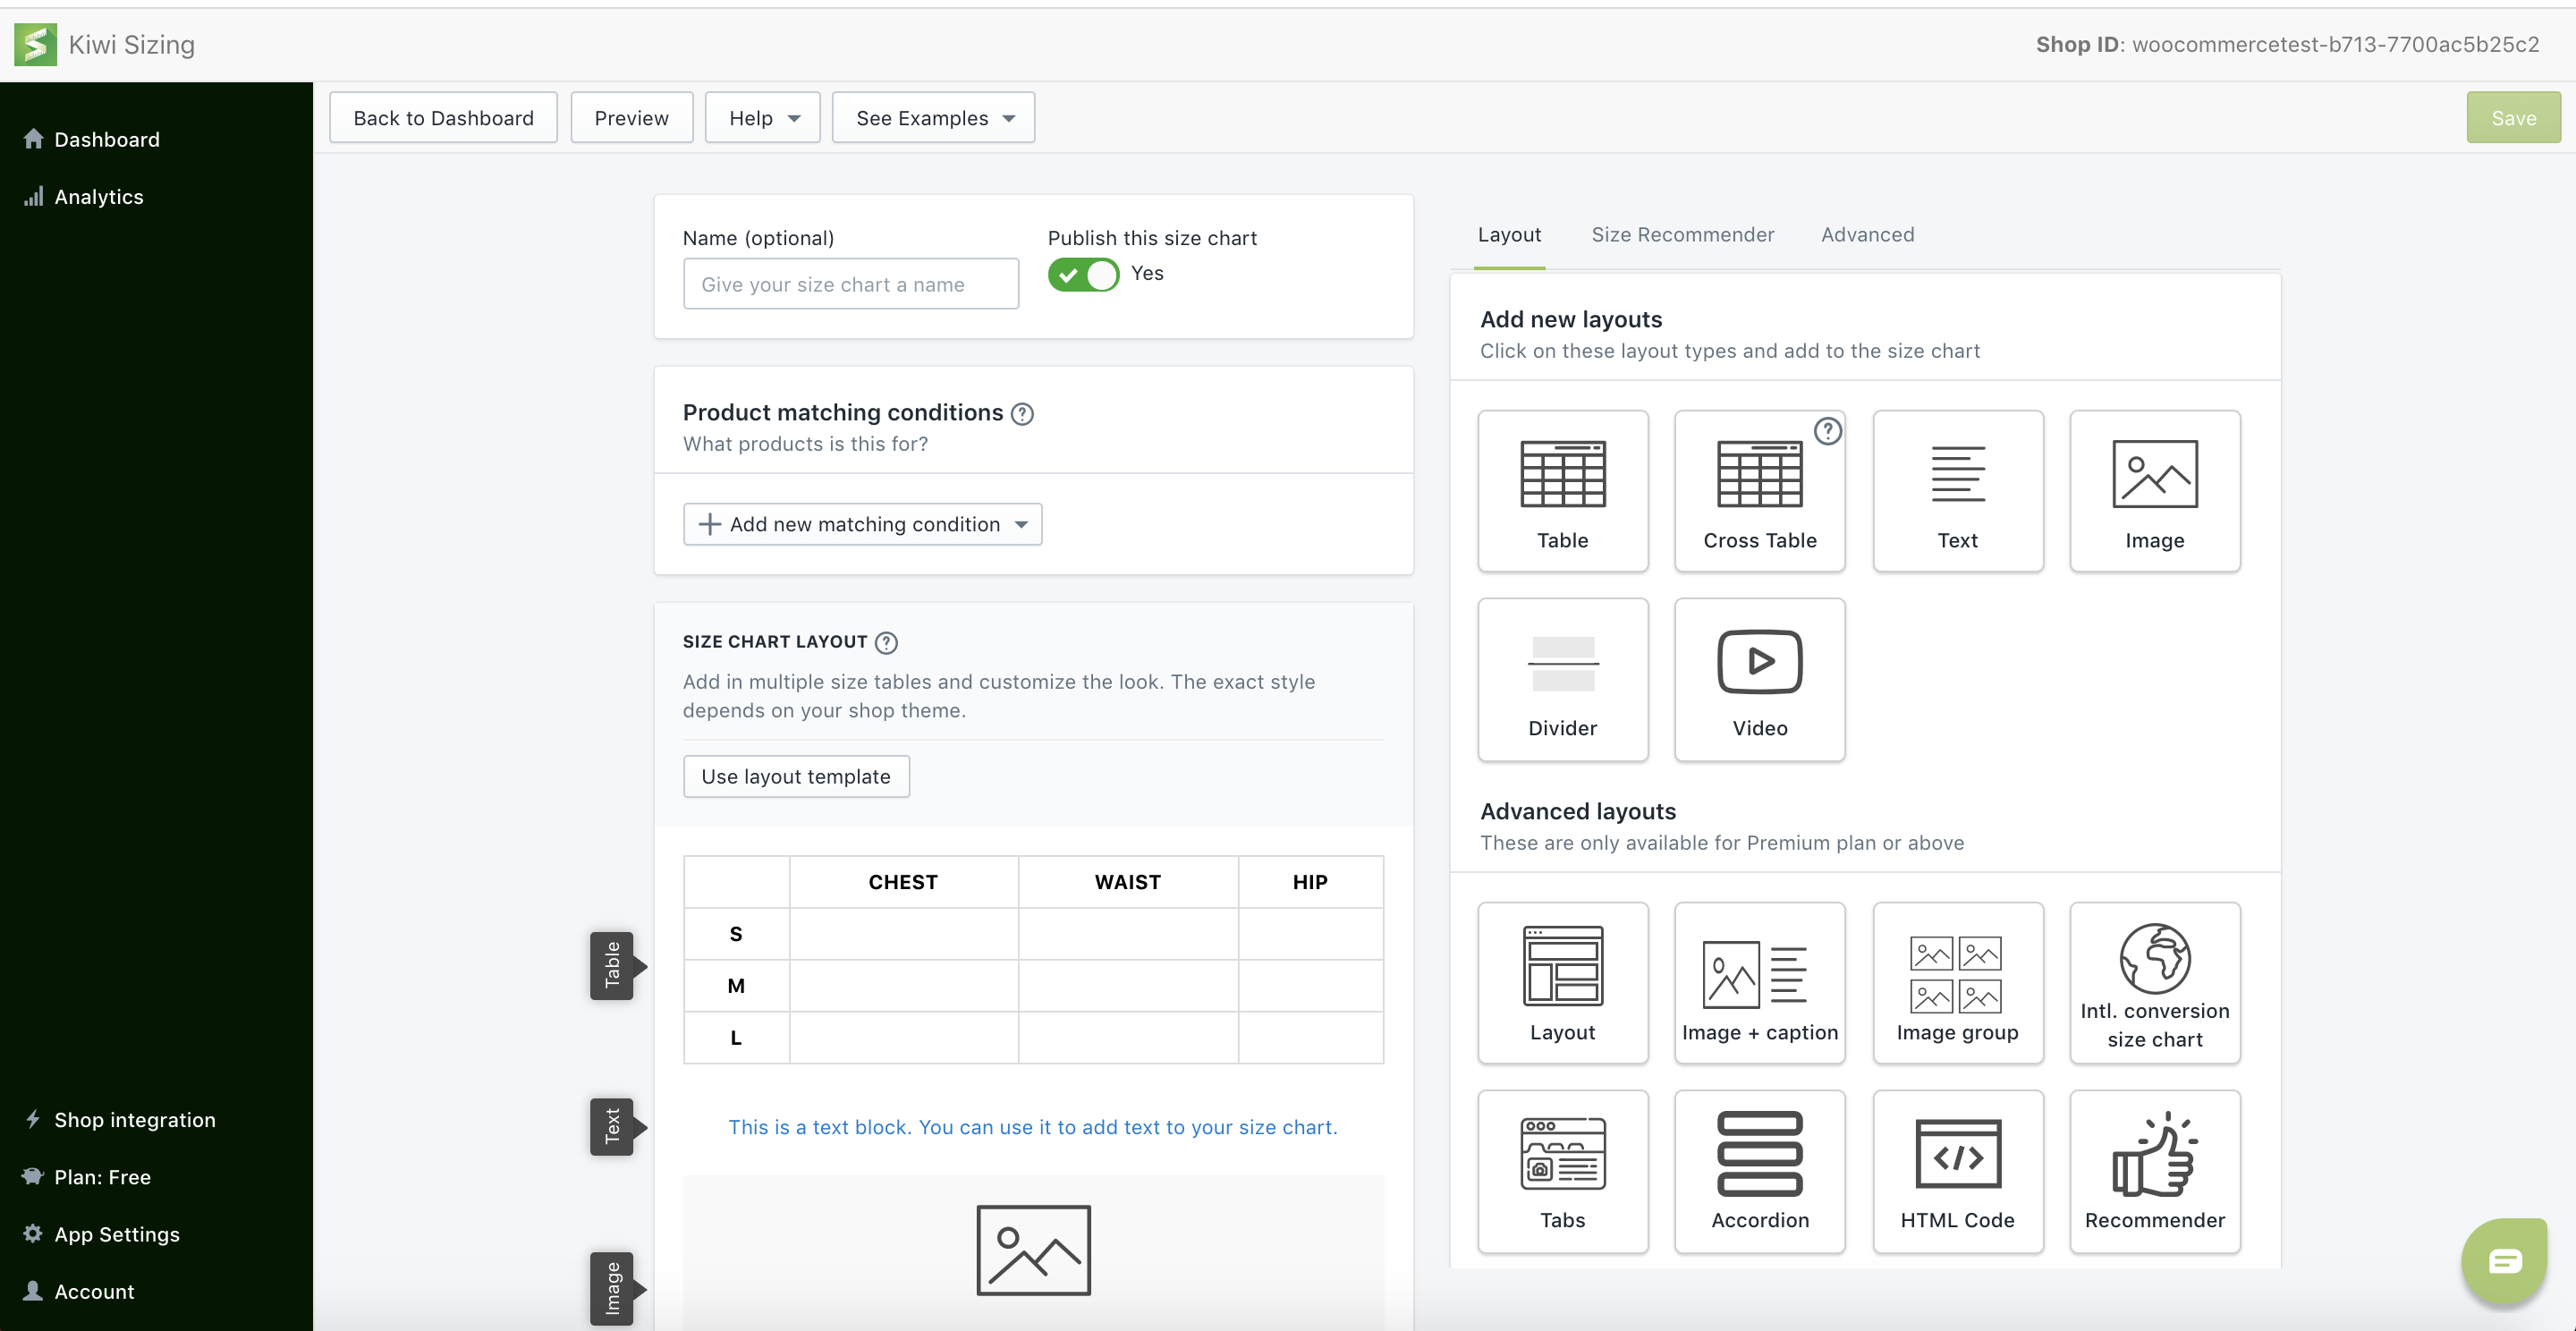 Kiwi Sizing
Shop ID: woocommercetest-b713-7700ac5b25c2
Dashboard
Analytics
Shop integration
Plan: Free
App Settings
Account
Back to Dashboard
Preview
Help
See Examples
Save
Name (optional)
Give your size chart a name
Publish this size chart
Yes
Product matching conditions ?
What products is this for?
Add new matching condition
SIZE CHART LAYOUT ?
Add in multiple size tables and customize the look. The exact style
depends on your shop theme.
Use layout template
Table
CHEST WAIST HIP
S
M
L
Text
This is a text block. You can use it to add text to your size chart.
Image
Layout
Size Recommender
Advanced
Add new layouts
Click on these layout types and add to the size chart
Table
?
Cross Table
Text
Image
Divider
Video
Advanced layouts
These are only available for Premium plan or above
Layout
Image + caption
Image group
Intl. conversion
size chart
Tabs
Accordion
</>
HTML Code
Recommender